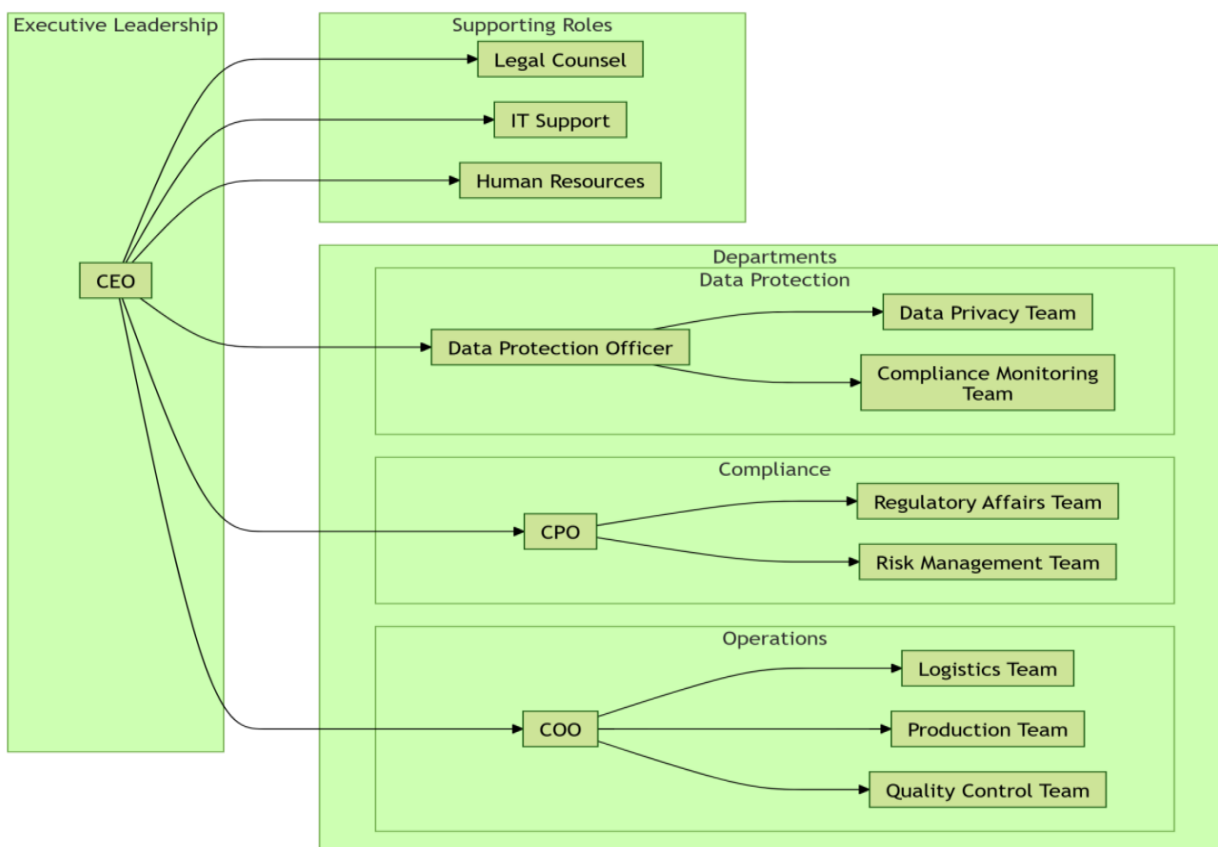 Executive Leadership
CEO
Supporting Roles
Legal Counsel
IT Support
Human Resources
Departments
Data Protection
Data Protection Officer
Data Privacy Team
Compliance Monitoring
Team
Compliance
CPO
Regulatory Affairs Team
Risk Management Team
Operations
COO
Logistics Team
Production Team
Quality Control Team